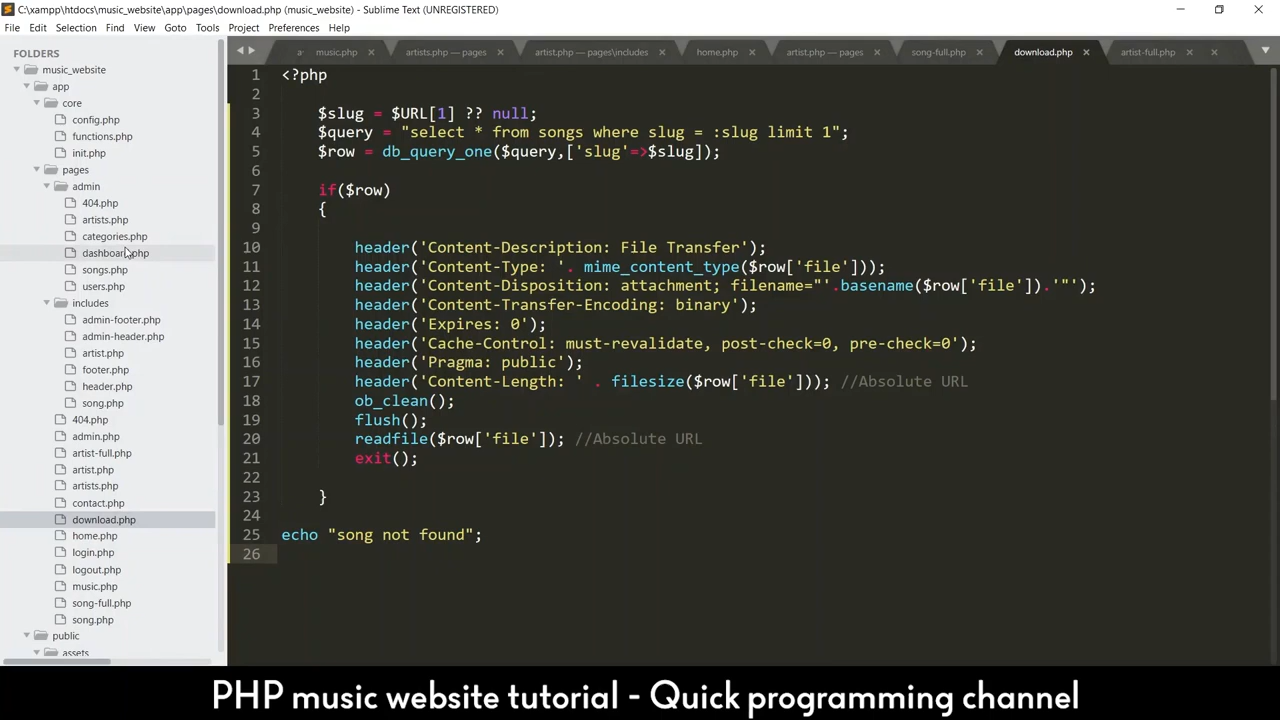 C:\xampp\htdocs\music_website\app\pages\download.php (music_website) - Sublime Text (UNREGISTERED)
File Edit Selection Find View Goto Tools Project Preferences Help
FOLDERS
music_website
app
core
config.php
functions.php
init.php
pages
admin
404.php
artists.php
categories.php
dashboard.php
songs.php
users.php
includes
admin-footer.php
admin-header.php
artist.php
footer.php
header.php
song.php
404.php
admin.php
artist-full.php
artist.php
artists.php
contact.php
download.php
home.php
login.php
logout.php
music.php
song-full.php
song.php
public
assets
music.php artists.php — pages artist.php — pages\includes home.php artist.php — pages song-full.php download.php artist-full.php
1 <?php
2
3 $slug = $URL[1] ?? null;
4 $query = "select * from songs where slug = :slug limit 1";
5 $row = db_query_one($query,['slug'=>$slug]);
6
7 if($row)
8 {
9
10 header('Content-Description: File Transfer');
11 header('Content-Type: '. mime_content_type($row['file']));
12 header('Content-Disposition: attachment; filename="'.basename($row['file']).'"');
13 header('Content-Transfer-Encoding: binary');
14 header('Expires: 0');
15 header('Cache-Control: must-revalidate, post-check=0, pre-check=0');
16 header('Pragma: public');
17 header('Content-Length: ' . filesize($row['file'])); //Absolute URL
18 ob_clean();
19 flush();
20 readfile($row['file']); //Absolute URL
21 exit();
22
23 }
24
25 echo "song not found";
26
PHP music website tutorial - Quick programming channel